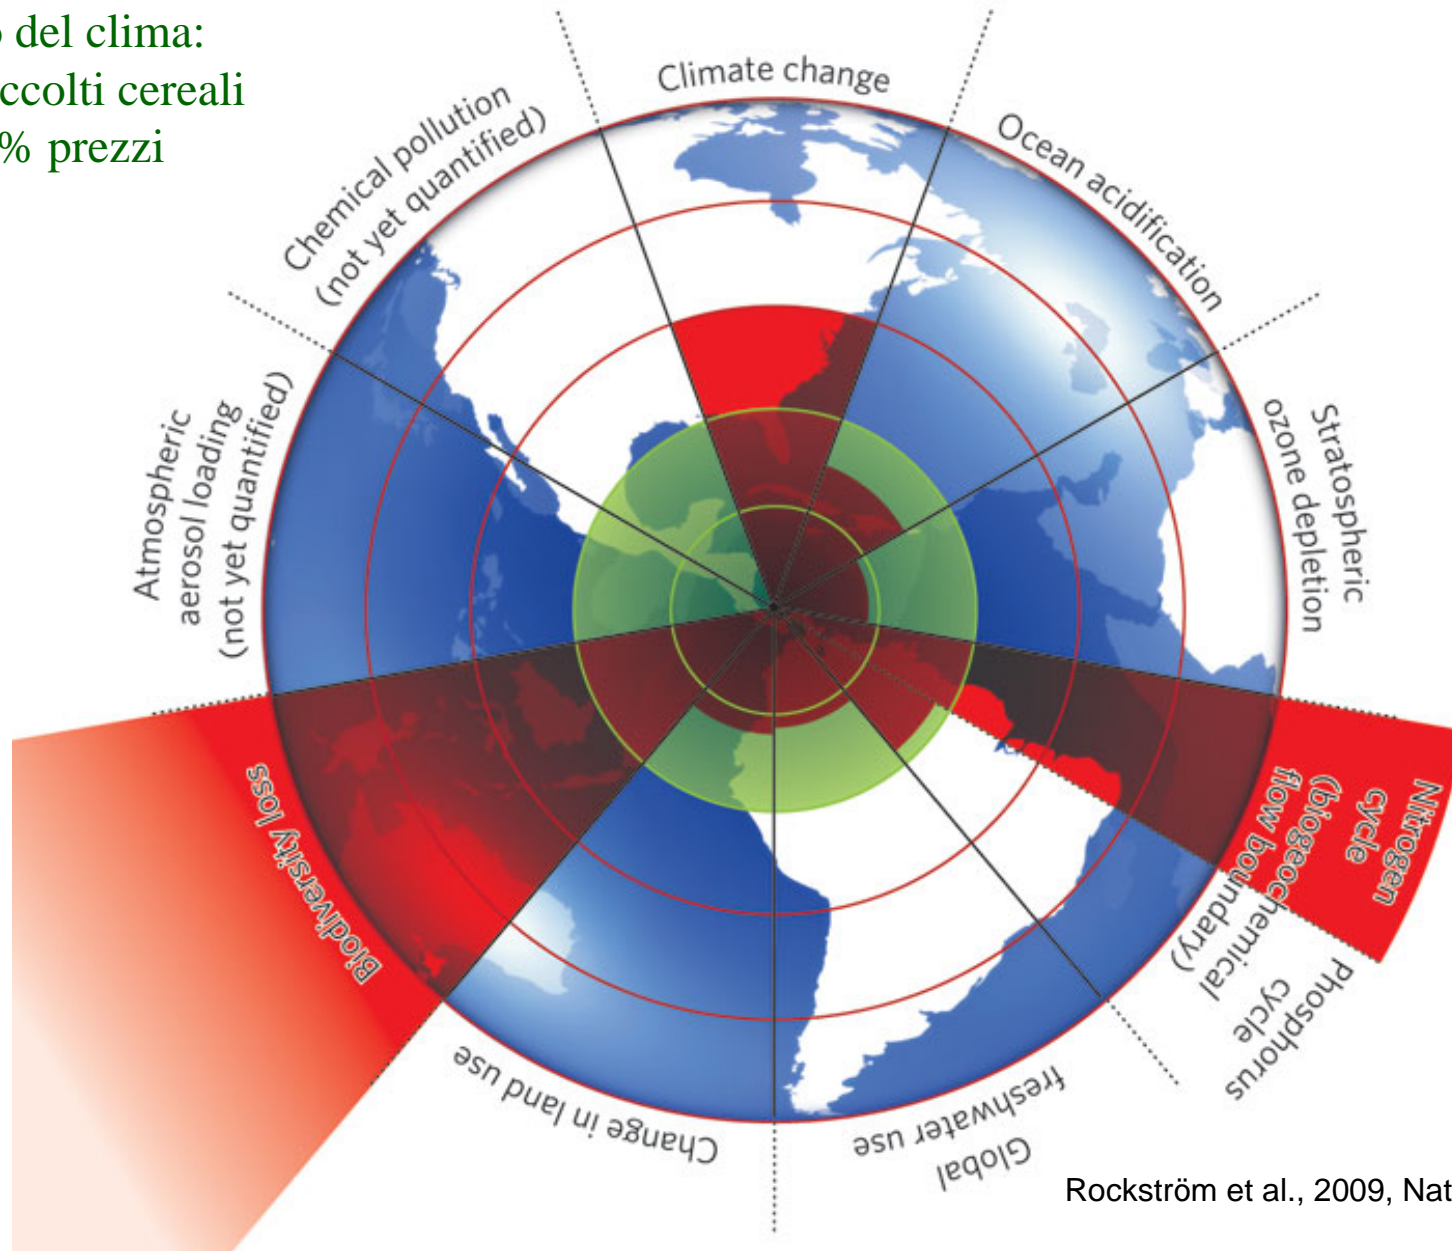 del clima:
cereali
% prezzi
Climate change
Ocean acidification
Stratospheric
ozone depletion
Nitrogen
cycle
(biogeochemical
flow boundary)
Phosphorus
cycle
Global
freshwater use
Change in land use
Biodiversity loss
Atmospheric
aerosol loading
(not yet quantified)
Chemical pollution
(not yet quantified)
Rockström et al., 2009, Nat